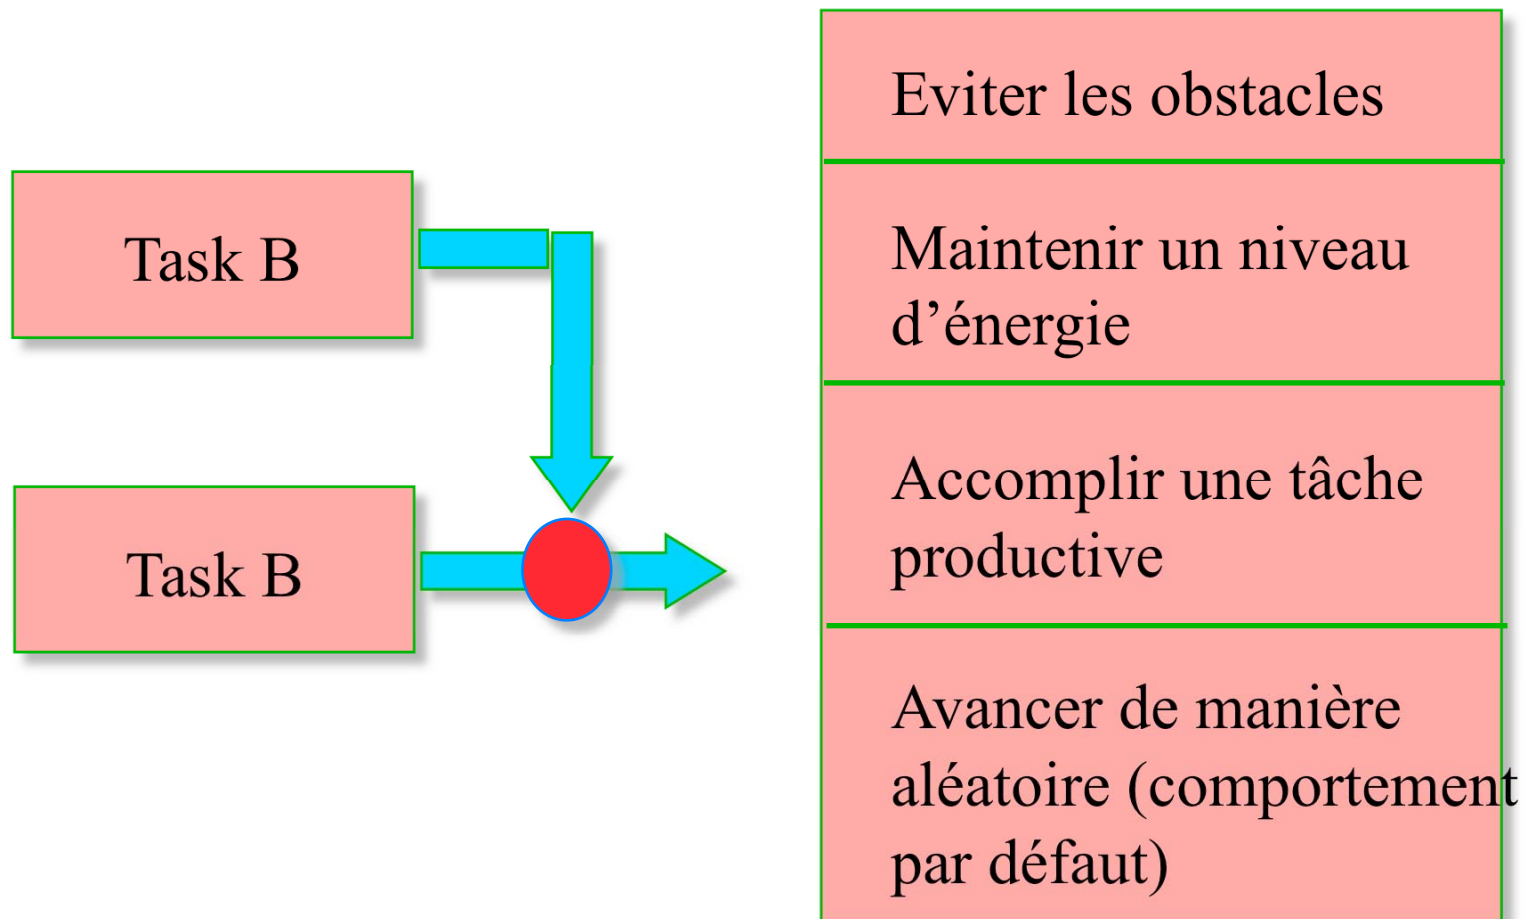 Task B
Task B
Eviter les obstacles
Maintenir un niveau
d’énergie
Accomplir une tâche
productive
Avancer de manière
aléatoire (comportement
par défaut)